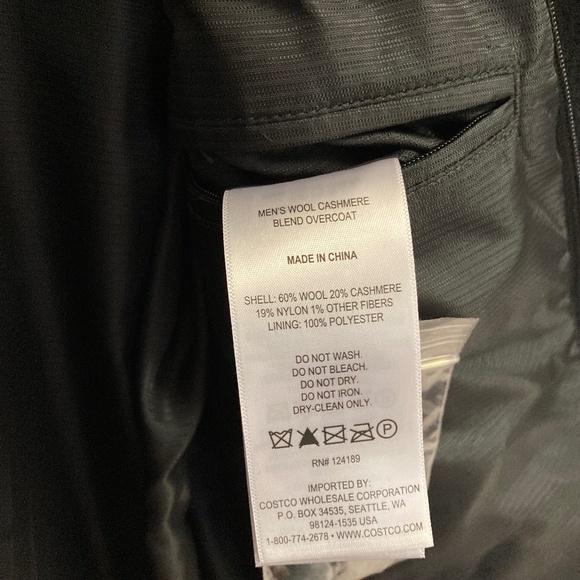 MEN'S WOOL CASHMERE
BLEND OVERCOAT
MADE IN CHINA
SHELL: 60% WOOL 20% CASHMERE
19% NYLON 1% OTHER FIBERS
LINING: 100% POLYESTER
DO NOT WASH.
DO NOT BLEACH.
DO NOT DRY.
DO NOT IRON.
DRY-CLEAN ONLY.
P
RN# 124189
IMPORTED BY:
COSTCO WHOLESALE CORPORATION
P.O. BOX 34535, SEATTLE, WA
98124-1535 USA
1-800-774-2678 • WWW.COSTCO.COM